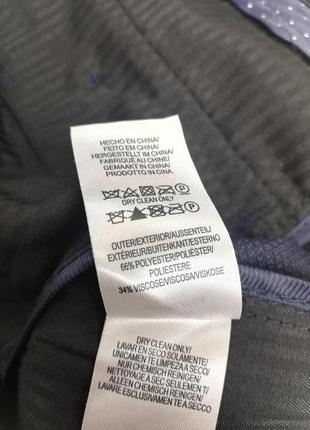 HECHO EN CHINA/
FEITO EM CHINA/
HERGESTELLT IM CHINA/
FABRIQUÉ AU CHINE/
GEMAAKT IN CHINA/
PRODOTTO IN CINA
DRY CLEAN ONLY
OUTER/EXTERIOR/AUSSENTEIL/
EXTÉRIEUR/BUITENKANT/ESTERNO
66% POLYESTER/POLIÉSTER/
POLIESTERE
34% VISCOSE/VISCOSA/VISKOSE
DRY CLEAN ONLY/
LAVAR EN SECO SOLAMENTE/
UNICAMENTE LIMPEZA A SECO/
NUR CHEMISCH REINIGEN/
NETTOYAGE A SEC SEULEMENT/
ALLEEN CHEMISCH REINIGEN/
LAVARE ESCLUSIVAMENTE A SECCO